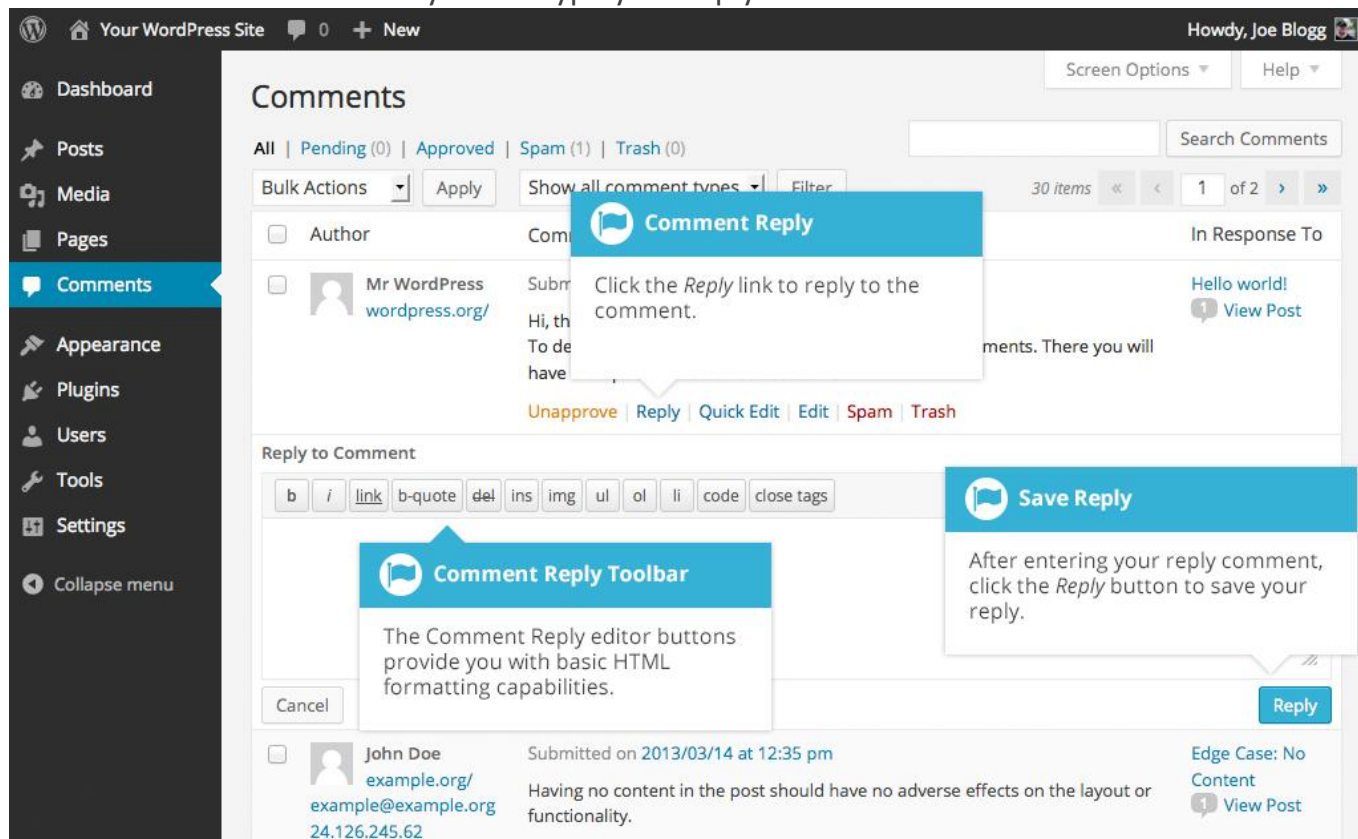 Your WordPress Site 0 + New Howdy, Joe Blogg
Screen Options Help
Dashboard
Posts
Media
Pages
Comments
Appearance
Plugins
Users
Tools
Settings
Collapse menu
Comments
All | Pending (0) | Approved | Spam (1) | Trash (0)
Search Comments
Bulk Actions Apply Show all comment types Filter 30 items « ‹ 1 of 2 › »
Author In Response To
Comment Reply
Click the Reply link to reply to the
comment.
Mr WordPress
wordpress.org/
Hi, th
To de ments. There you will
have
Hello world!
1 View Post
Unapprove | Reply | Quick Edit | Edit | Spam | Trash
Reply to Comment
b i link b-quote del ins img ul ol li code close tags
Comment Reply Toolbar
The Comment Reply editor buttons
provide you with basic HTML
formatting capabilities.
Save Reply
After entering your reply comment,
click the Reply button to save your
reply.
Cancel Reply
John Doe
example.org/
example@example.org
24.126.245.62
Submitted on 2013/03/14 at 12:35 pm
Having no content in the post should have no adverse effects on the layout or
functionality.
Edge Case: No
Content
1 View Post